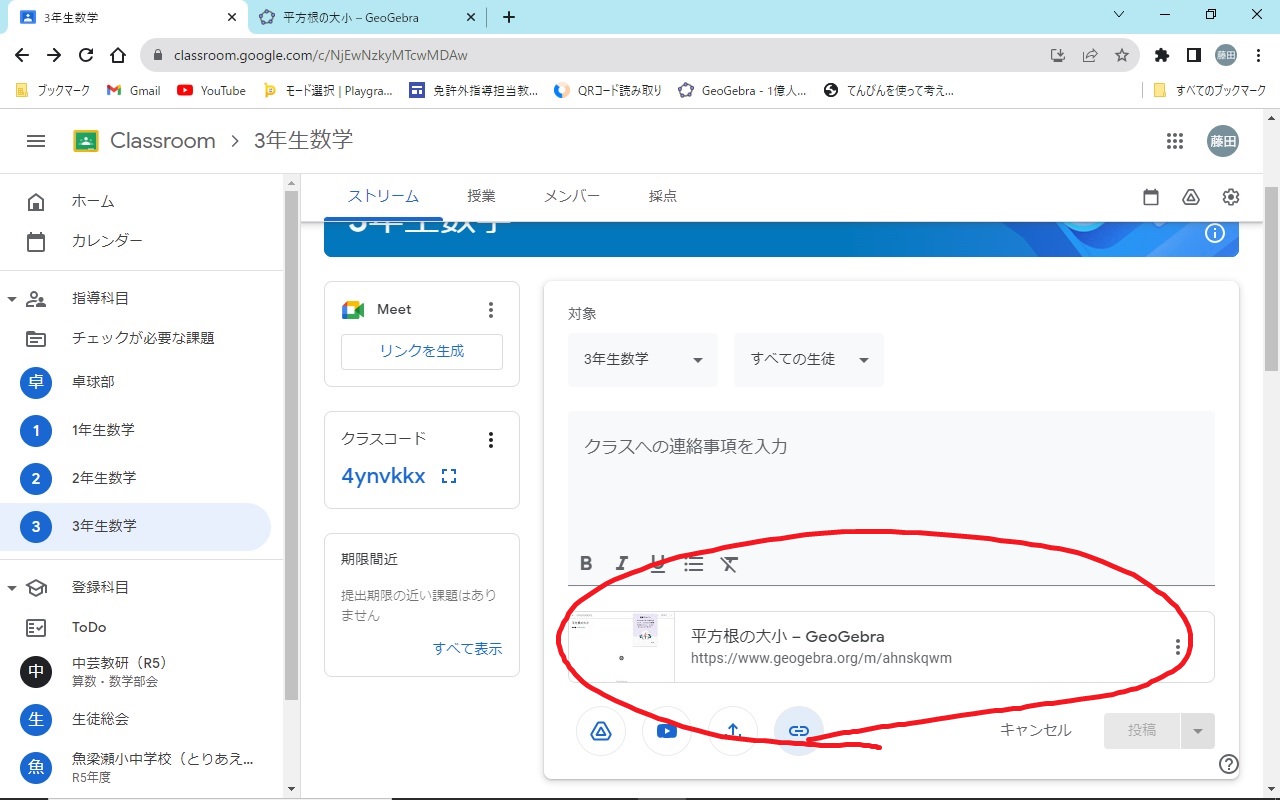 3年生数学
平方根の大小 – GeoGebra
classroom.google.com/c/NjEwNzkyMTcwMDAw
藤田
ブックマーク
Gmail
YouTube
モード選択 | Playgra...
免許外指導担当教...
QRコード読み取り
GeoGebra - 1億人...
てんびんを使って考え...
すべてのブックマーク
Classroom
3年生数学
藤田
ホーム
カレンダー
指導科目
チェックが必要な課題
卓 卓球部
1 1年生数学
2 2年生数学
3 3年生数学
登録科目
ToDo
中 中芸教研（R5）
算数・数学部会
生 生徒総会
魚 魚梁瀬小中学校（とりあえ...
R5年度
ストリーム 授業 メンバー 採点
3年生数学
Meet
リンクを生成
クラスコード
4ynvkkx
期限間近
提出期限の近い課題はあり
ません
すべて表示
対象
3年生数学
すべての生徒
クラスへの連絡事項を入力
B I U
平方根の大小 – GeoGebra
https://www.geogebra.org/m/ahnskqwm
キャンセル 投稿